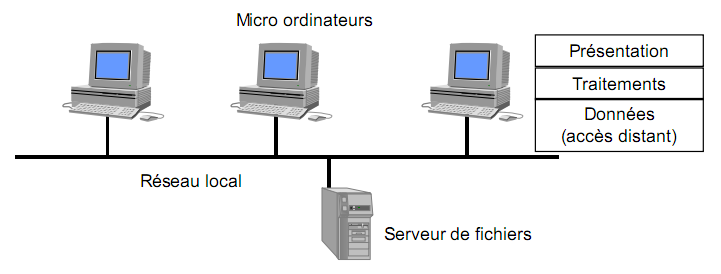 Micro ordinateurs
Présentation
Traitements
Données
(accès distant)
Réseau local
Serveur de fichiers